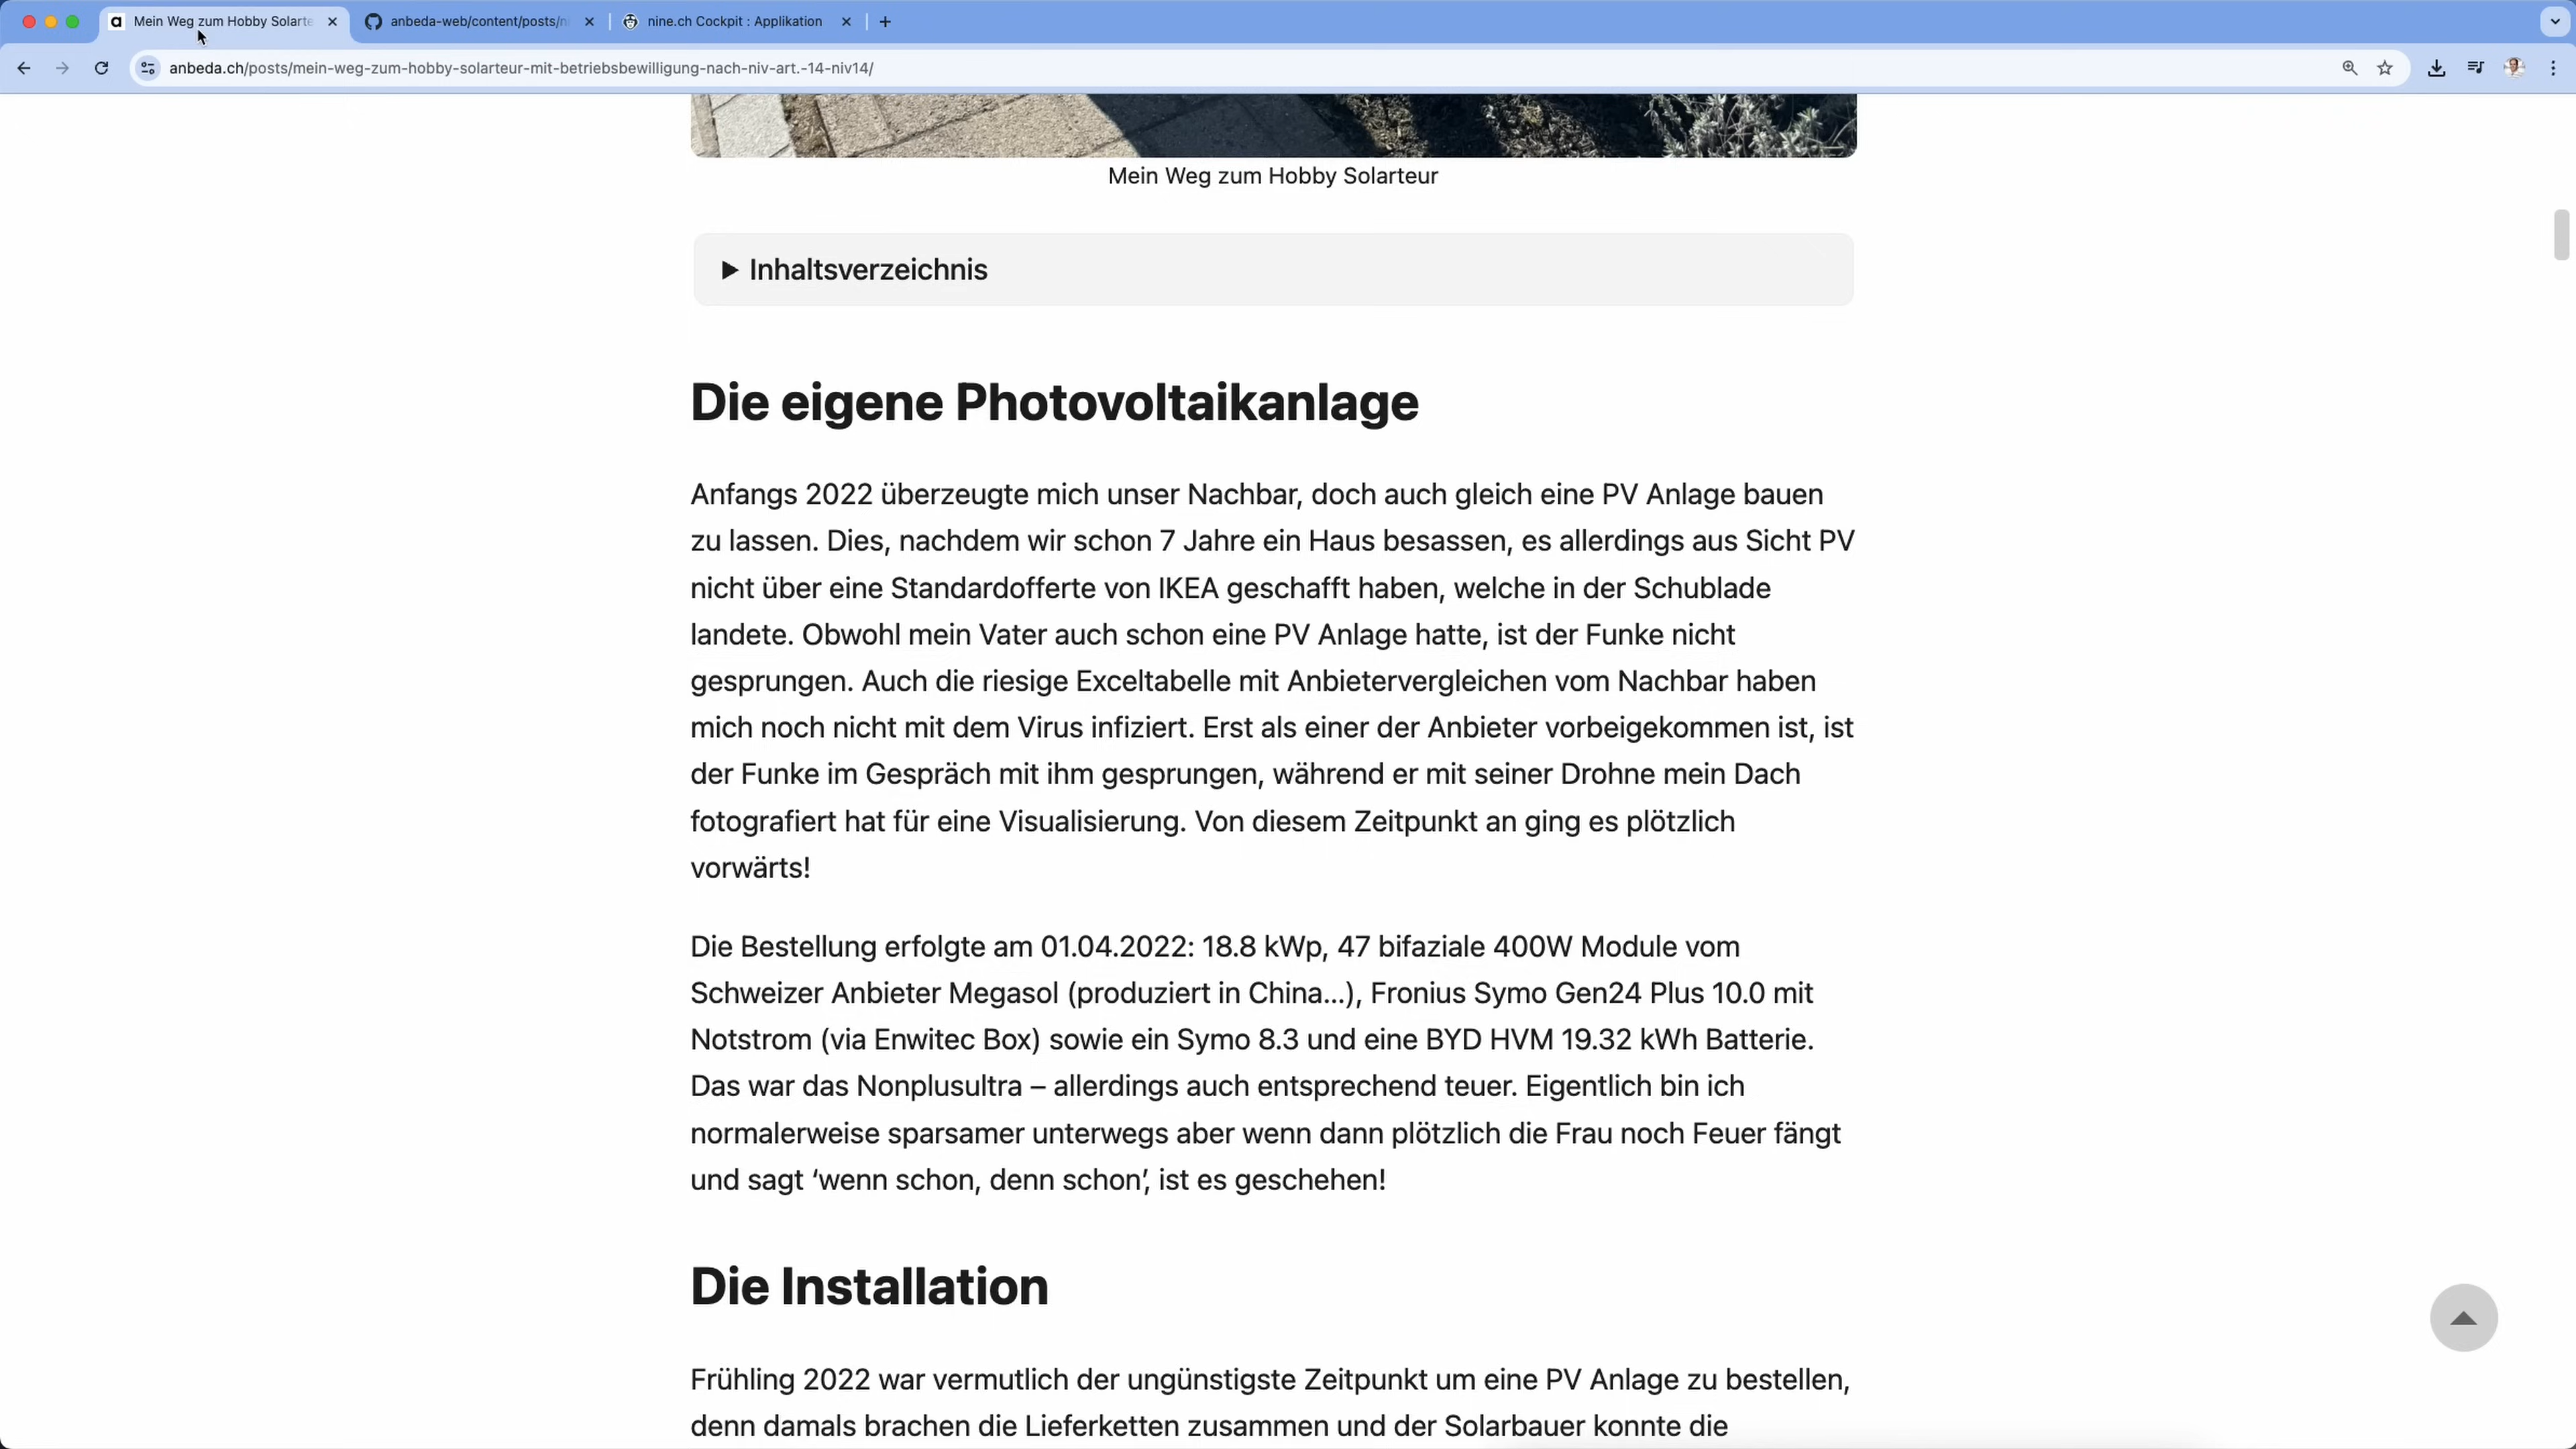 Mein Weg zum Hobby Solarte
anbeda-web/content/posts/n
nine.ch Cockpit : Applikation
anbeda.ch/posts/mein-weg-zum-hobby-solarteur-mit-betriebsbewilligung-nach-niv-art.-14-niv14/
Mein Weg zum Hobby Solarteur
Inhaltsverzeichnis
Die eigene Photovoltaikanlage
Anfangs 2022 überzeugte mich unser Nachbar, doch auch gleich eine PV Anlage bauen
zu lassen. Dies, nachdem wir schon 7 Jahre ein Haus besassen, es allerdings aus Sicht PV
nicht über eine Standardofferte von IKEA geschafft haben, welche in der Schublade
landete. Obwohl mein Vater auch schon eine PV Anlage hatte, ist der Funke nicht
gesprungen. Auch die riesige Exceltabelle mit Anbietervergleichen vom Nachbar haben
mich noch nicht mit dem Virus infiziert. Erst als einer der Anbieter vorbeigekommen ist, ist
der Funke im Gespräch mit ihm gesprungen, während er mit seiner Drohne mein Dach
fotografiert hat für eine Visualisierung. Von diesem Zeitpunkt an ging es plötzlich
vorwärts!
Die Bestellung erfolgte am 01.04.2022: 18.8 kWp, 47 bifaziale 400W Module vom
Schweizer Anbieter Megasol (produziert in China…), Fronius Symo Gen24 Plus 10.0 mit
Notstrom (via Enwitec Box) sowie ein Symo 8.3 und eine BYD HVM 19.32 kWh Batterie.
Das war das Nonplusultra – allerdings auch entsprechend teuer. Eigentlich bin ich
normalerweise sparsamer unterwegs aber wenn dann plötzlich die Frau noch Feuer fängt
und sagt ‘wenn schon, denn schon’, ist es geschehen!
Die Installation
Frühling 2022 war vermutlich der ungünstigste Zeitpunkt um eine PV Anlage zu bestellen,
denn damals brachen die Lieferketten zusammen und der Solarbauer konnte die